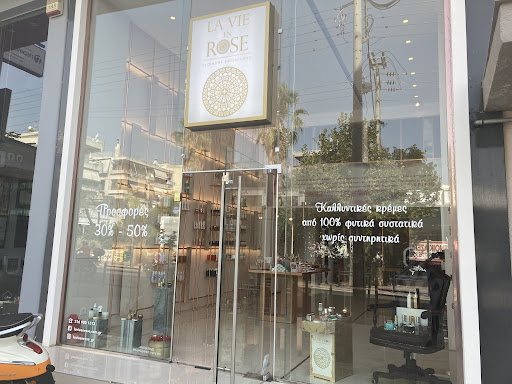 LA VIE
EN
ROSE
Προσφορές
30% - 50%
Καλλυντικές κρέμες
από 100% φυτικά συστατικά
χωρίς συντηρητικά